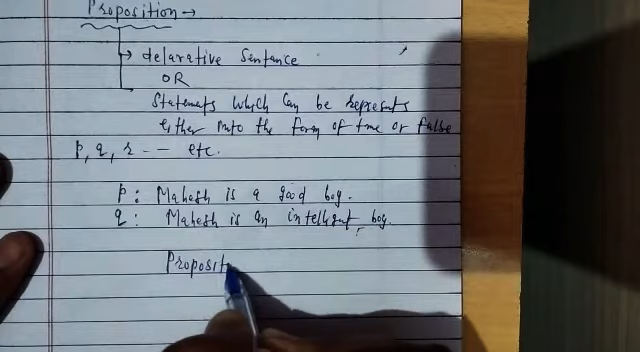 Proposition →
delarative Sentence
OR
Statements which can be represents
either into the form of true or false
p, q, r -- etc.
p: Mahesh is a good boy.
q: Mahesh is an intelligent boy.
Proposit